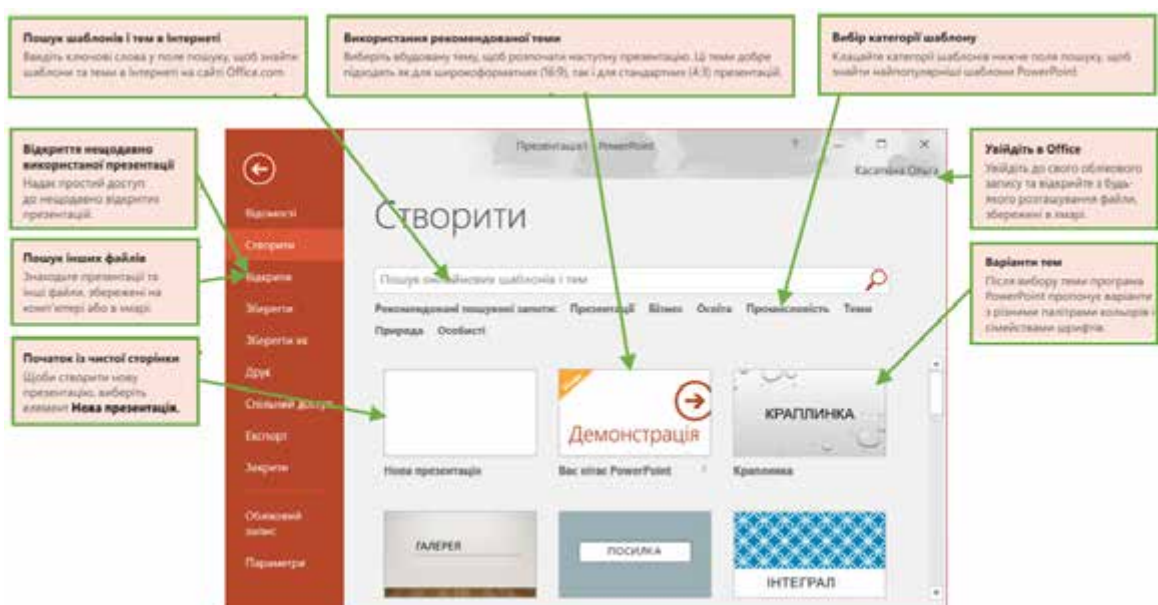 Пошук шаблонів і тем в Інтернеті
Введіть ключові слова у поле пошуку, щоб знайти
шаблони та теми в Інтернеті на сайті Office.com
Використання рекомендованої теми
Виберіть вбудовану тему, щоб розпочати наступну презентацію. Ці теми добре
підходять як для широкоформатних (16:9), так і для стандартних (4:3) презентацій.
Вибір категорії шаблону
Клацайте категорії шаблонів нижче поля пошуку, щоб
знайти найпопулярніші шаблони PowerPoint
Відкриття нещодавно
використаної презентації
Надає простий доступ
до нещодавно відкритих
презентацій.
Пошук інших файлів
Знаходьте презентації та
інші файли, збережені на
комп'ютері або в хмарі.
Початок із чистої сторінки
Щоби створити нову
презентацію, виберіть
елемент Нова презентація.
Увійдіть в Office
Увійдіть до свого облікового
запису та відкрийте з будь-
якого розташування файли,
збережені в хмарі.
Варіанти тем
Після вибору теми програма
PowerPoint пропонує варіанти
з різними палітрами кольорів і
сімействами шрифтів.
Презентація1 - PowerPoint
? – □ ×
Ольга
Відомості
Створити
Відкрити
Зберегти
Зберегти як
Друк
Спільний доступ
Експорт
Закрити
Обліковий
запис
Параметри
Створити
Пошук онлайнових шаблонів і тем
Рекомендовані пошукові запити: Презентації Бізнес Освіта Промисловість Теми
Природа Особисті
Нова презентація
Демонстрація
Вас вітає PowerPoint
КРАПЛИНКА
Краплинка
ГАЛЕРЕЯ
ПОСИЛКА
ІНТЕГРАЛ